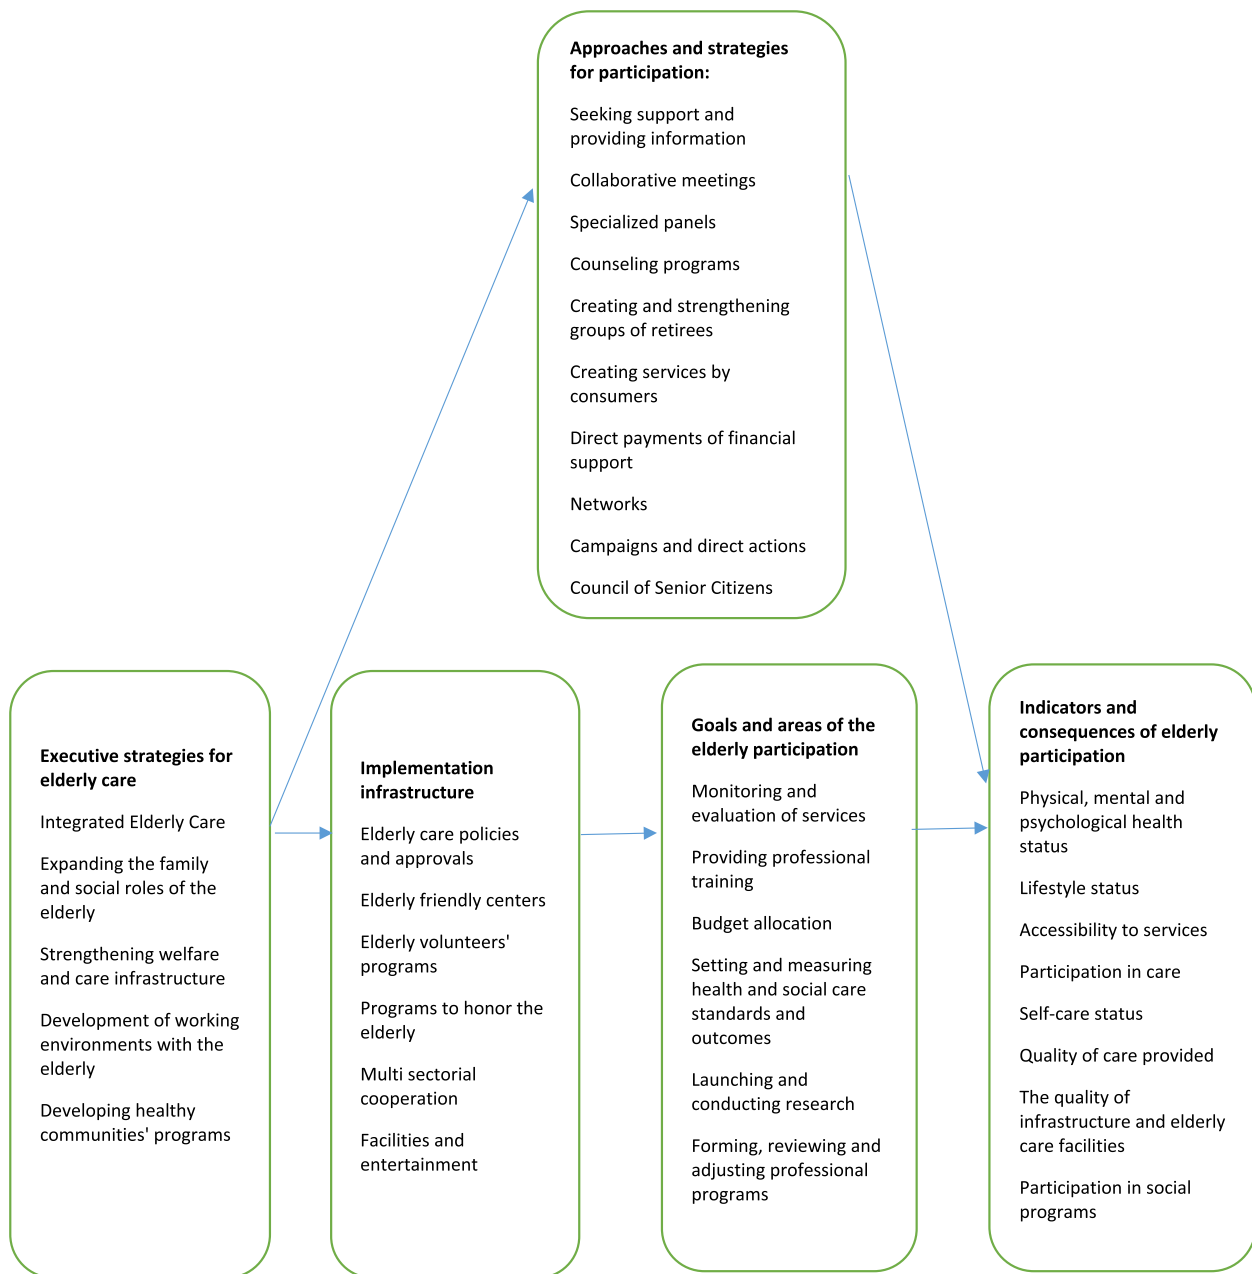 Approaches and strategies
for participation:
Seeking support and
providing information
Collaborative meetings
Specialized panels
Counseling programs
Creating and strengthening
groups of retirees
Creating services by
consumers
Direct payments of financial
support
Networks
Campaigns and direct actions
Council of Senior Citizens
Executive strategies for
elderly care
Integrated Elderly Care
Expanding the family
and social roles of the
elderly
Strengthening welfare
and care infrastructure
Development of working
environments with the
elderly
Developing healthy
communities' programs
Implementation
infrastructure
Elderly care policies
and approvals
Elderly friendly centers
Elderly volunteers'
programs
Programs to honor the
elderly
Multi sectorial
cooperation
Facilities and
entertainment
Goals and areas of the
elderly participation
Monitoring and
evaluation of services
Providing professional
training
Budget allocation
Setting and measuring
health and social care
standards and
outcomes
Launching and
conducting research
Forming, reviewing and
adjusting professional
programs
Indicators and
consequences of elderly
participation
Physical, mental and
psychological health
status
Lifestyle status
Accessibility to services
Participation in care
Self-care status
Quality of care provided
The quality of
infrastructure and elderly
care facilities
Participation in social
programs